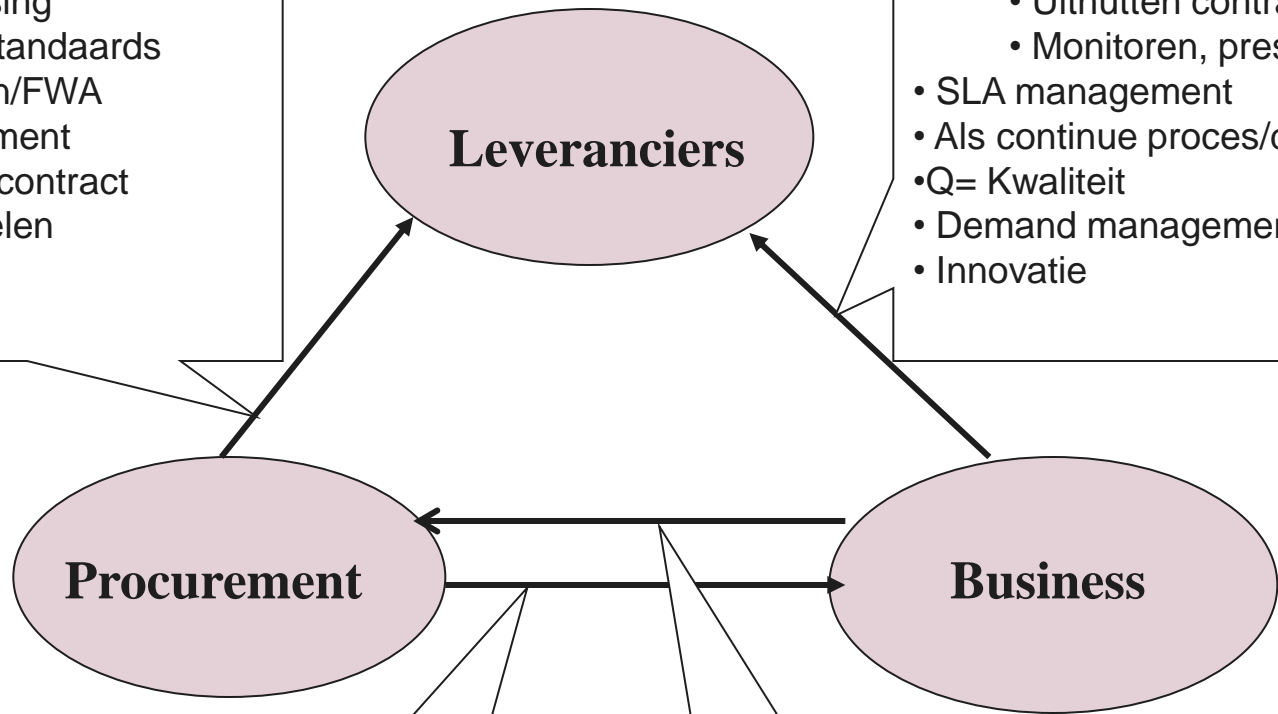 tandaards
n/FWA
ment
contract
elen
• Uitnutten contra
• Monitoren, pres
• SLA management
• Als continue proces/
•Q= Kwaliteit
• Demand managemen
• Innovatie
Leveranciers
Procurement
Business